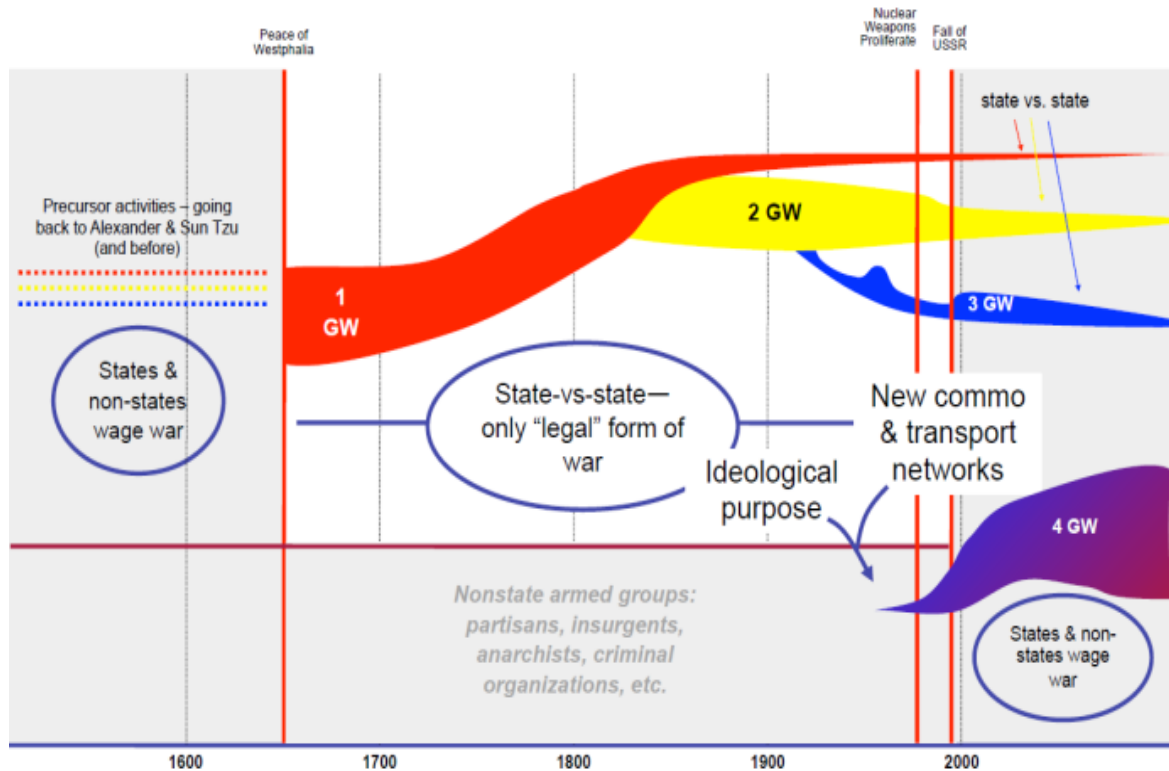 Peace of
Westphalia
Nuclear
Weapons
Proliferate
Fall of
USSR
state vs. state
Precursor activities – going
back to Alexander & Sun Tzu
(and before)
2 GW
1
GW
3 GW
States &
non-states
wage war
State-vs-state—
only “legal” form of
war
New commo
& transport
networks
Ideological
purpose
4 GW
Nonstate armed groups:
partisans, insurgents,
anarchists, criminal
organizations, etc.
States & non-
states wage
war
1600
1700
1800
1900
2000